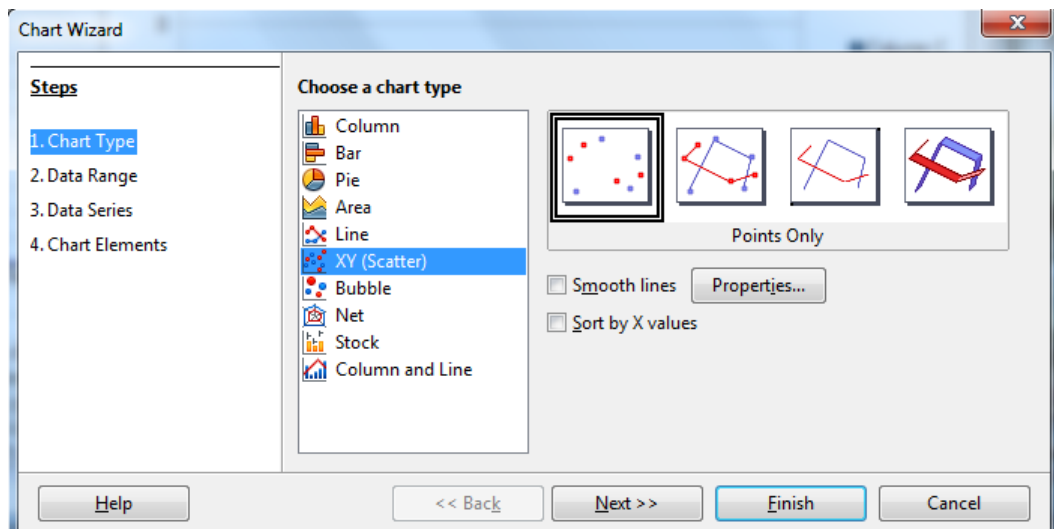 Chart Wizard
Steps
1. Chart Type
2. Data Range
3. Data Series
4. Chart Elements
Choose a chart type
Column
Bar
Pie
Area
Line
XY (Scatter)
Bubble
Net
Stock
Column and Line
Points Only
Smooth lines
Properties...
Sort by X values
Help
<< Back
Next >>
Finish
Cancel